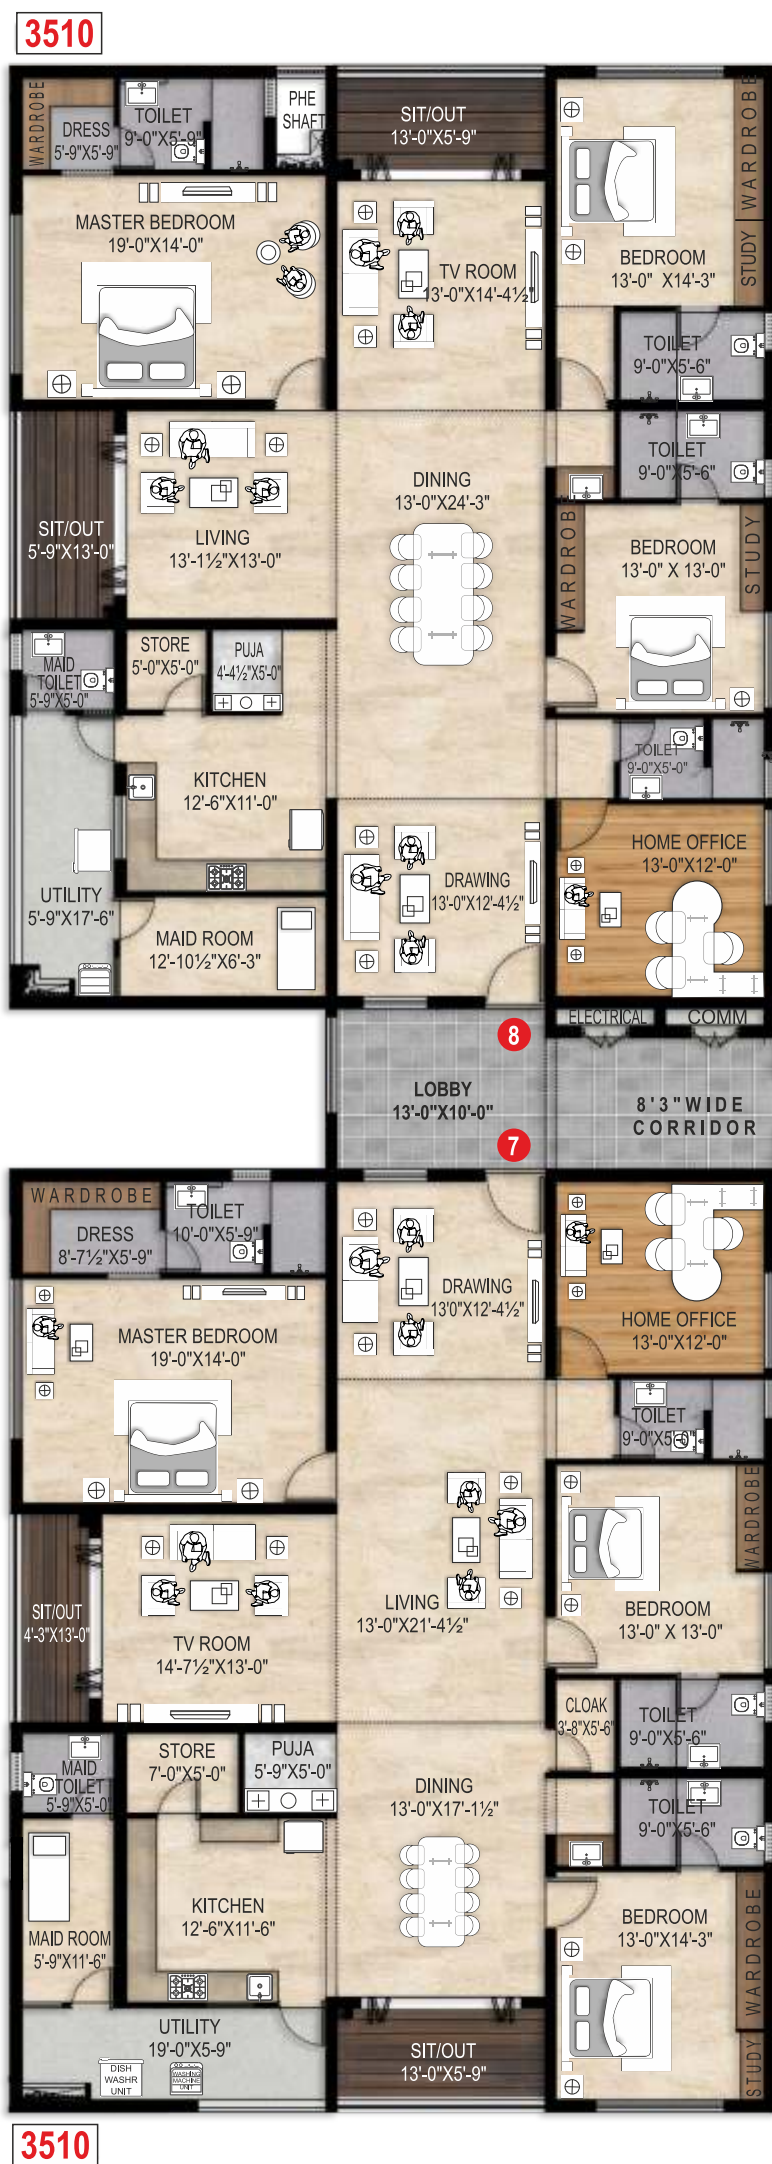 3510
WARDROBE
DRESS
5'-9"X5'-9"
TOILET
9'-0"X5'-9"
PHE
SHAFT
SIT/OUT
13'-0"X5'-9"
MASTER BEDROOM
19'-0"X14'-0"
TV ROOM
13'-0"X14'-4½"
BEDROOM
13'-0" X14'-3"
STUDY
WARDROBE
TOILET
9'-0"X5'-6"
TOILET
9'-0"X5'-6"
SIT/OUT
5'-9"X13'-0"
LIVING
13'-1½"X13'-0"
DINING
13'-0"X24'-3"
WARDROBE
BEDROOM
13'-0" X 13'-0"
STUDY
MAID
TOILET
5'-9"X5'-0"
STORE
5'-0"X5'-0"
PUJA
4'-4½"X5'-0"
KITCHEN
12'-6"X11'-0"
TOILET
9'-0"X5'-0"
UTILITY
5'-9"X17'-6"
MAID ROOM
12'-10½"X6'-3"
DRAWING
13'-0"X12'-4½"
HOME OFFICE
13'-0"X12'-0"
ELECTRICAL
COMM
8
LOBBY
13'-0"X10'-0"
8'3" WIDE
CORRIDOR
7
WARDROBE
DRESS
8'-7½"X5'-9"
TOILET
10'-0"X5'-9"
DRAWING
13'0"X12'-4½"
HOME OFFICE
13'-0"X12'-0"
MASTER BEDROOM
19'-0"X14'-0"
TOILET
9'-0"X5'-0"
WARDROBE
BEDROOM
13'-0" X 13'-0"
SIT/OUT
4'-3"X13'-0"
TV ROOM
14'-7½"X13'-0"
LIVING
13'-0"X21'-4½"
CLOAK
3'-8"X5'-6"
TOILET
9'-0"X5'-6"
MAID
TOILET
5'-9"X5'-0"
STORE
7'-0"X5'-0"
PUJA
5'-9"X5'-0"
DINING
13'-0"X17'-1½"
TOILET
9'-0"X5'-6"
MAID ROOM
5'-9"X11'-6"
KITCHEN
12'-6"X11'-6"
BEDROOM
13'-0"X14'-3"
WARDROBE
STUDY
UTILITY
19'-0"X5-9"
DISH
WASHR
UNIT
WASHING
MACHINE
UNIT
SIT/OUT
13'-0"X5'-9"
3510